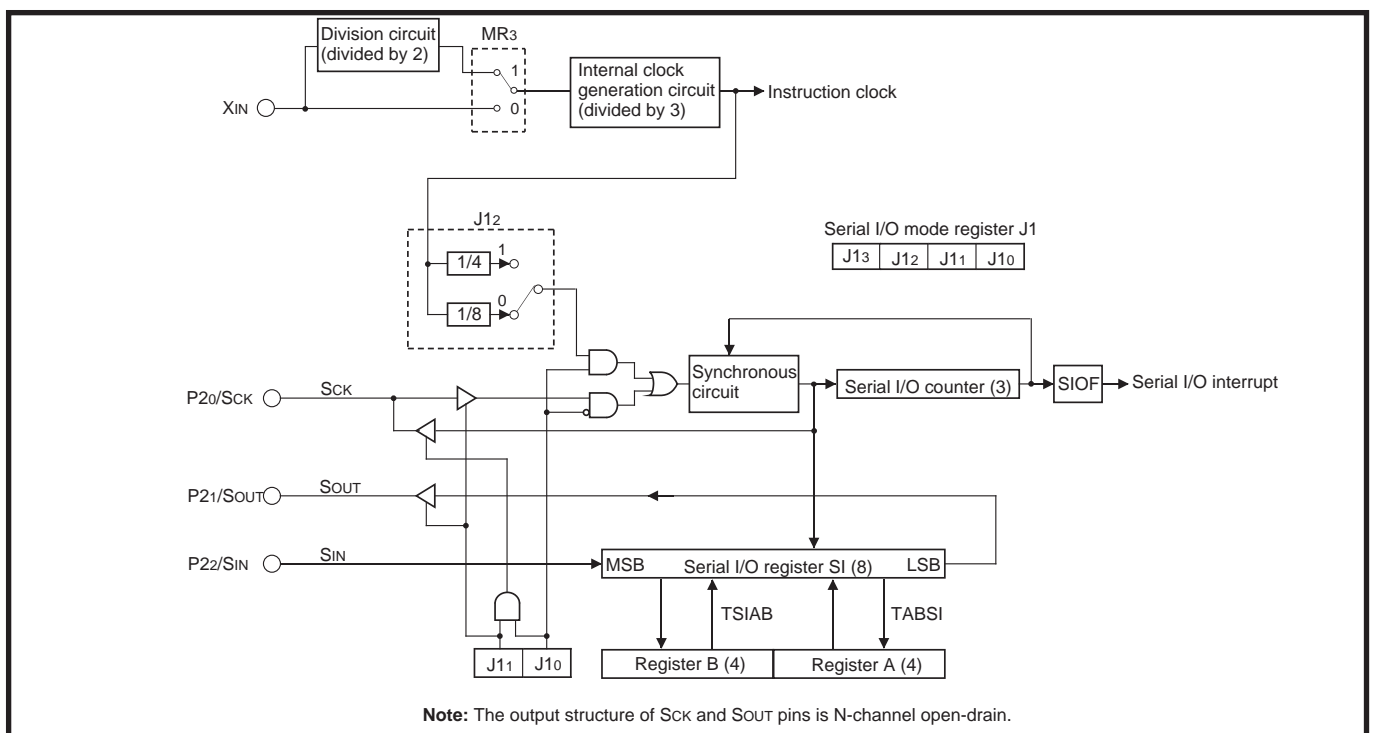 Division circuit
(divided by 2)
MR3
1
0
Internal clock
generation circuit
(divided by 3)
Instruction clock
XIN
J12
1/4
1
1/8
0
Serial I/O mode register J1
J13 J12 J11 J10
P20/SCK
SCK
Synchronous
circuit
Serial I/O counter (3)
SIOF
Serial I/O interrupt
P21/SOUT
SOUT
P22/SIN
SIN
MSB Serial I/O register SI (8) LSB
TSIAB
TABSI
J11 J10
Register B (4)
Register A (4)
Note: The output structure of SCK and SOUT pins is N-channel open-drain.